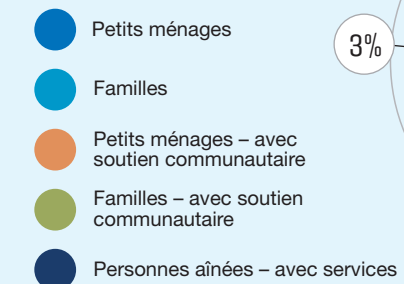 Petits ménages
3%
Familles
Petits ménages – avec
soutien communautaire
Familles – avec soutien
communautaire
Personnes aînées – avec services